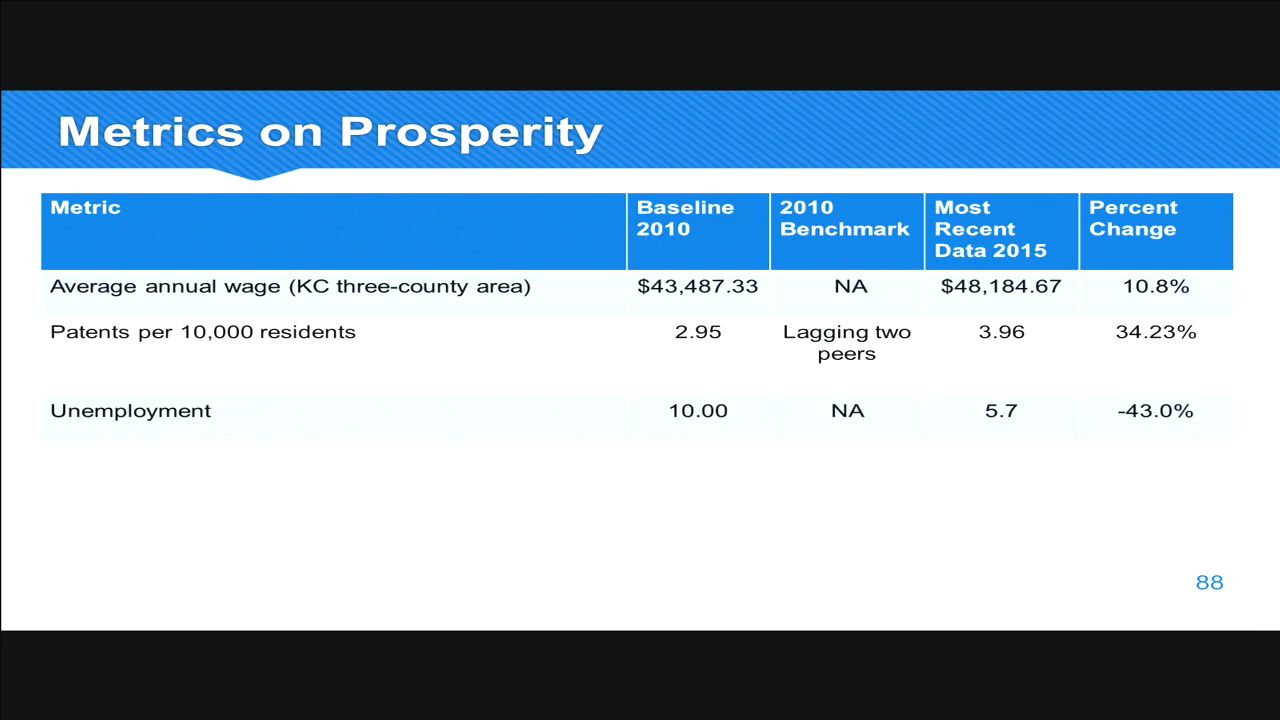 Metrics on Prosperity
Metric
Baseline
2010
2010
Benchmark
Most
Recent
Data 2015
Percent
Change
Average annual wage (KC three-county area) $43,487.33 NA $48,184.67 10.8%
Patents per 10,000 residents 2.95 Lagging two
peers 3.96 34.23%
Unemployment 10.00 NA 5.7 -43.0%
88